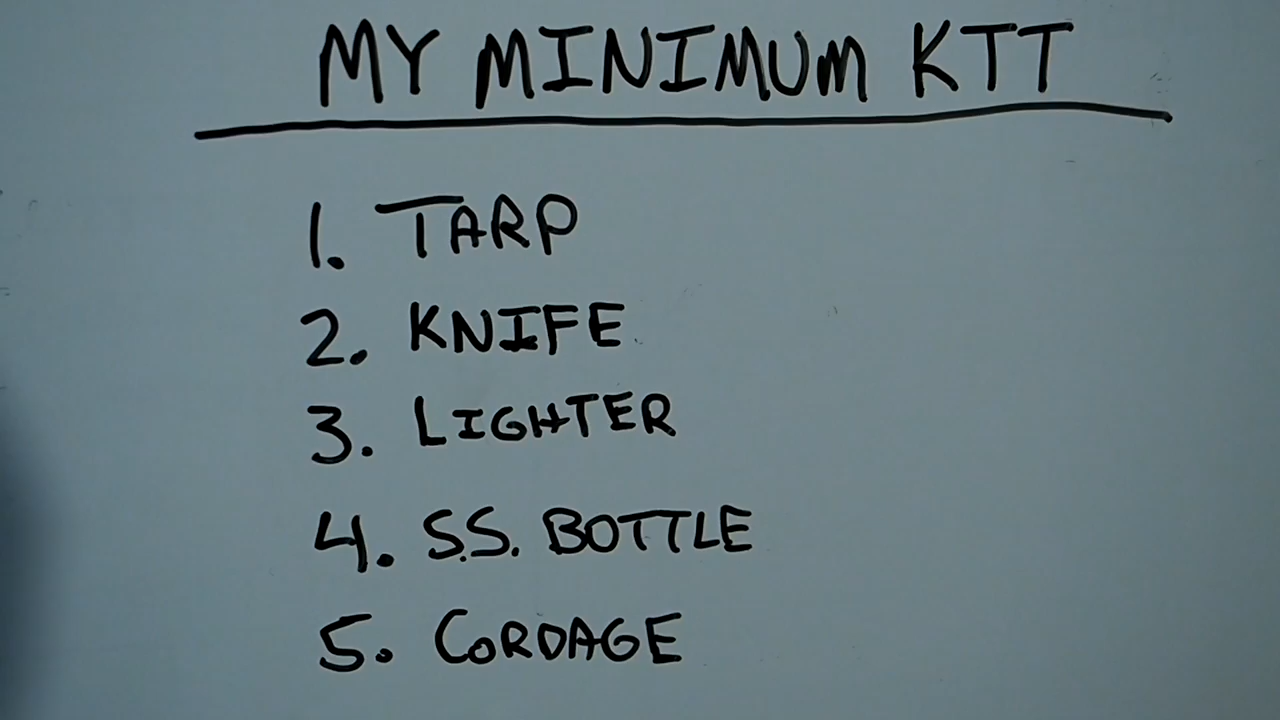 MY MINIMUM KIT
1. TARP
2. KNIFE
3. LIGHTER
4. S.S. BOTTLE
5. CORDAGE